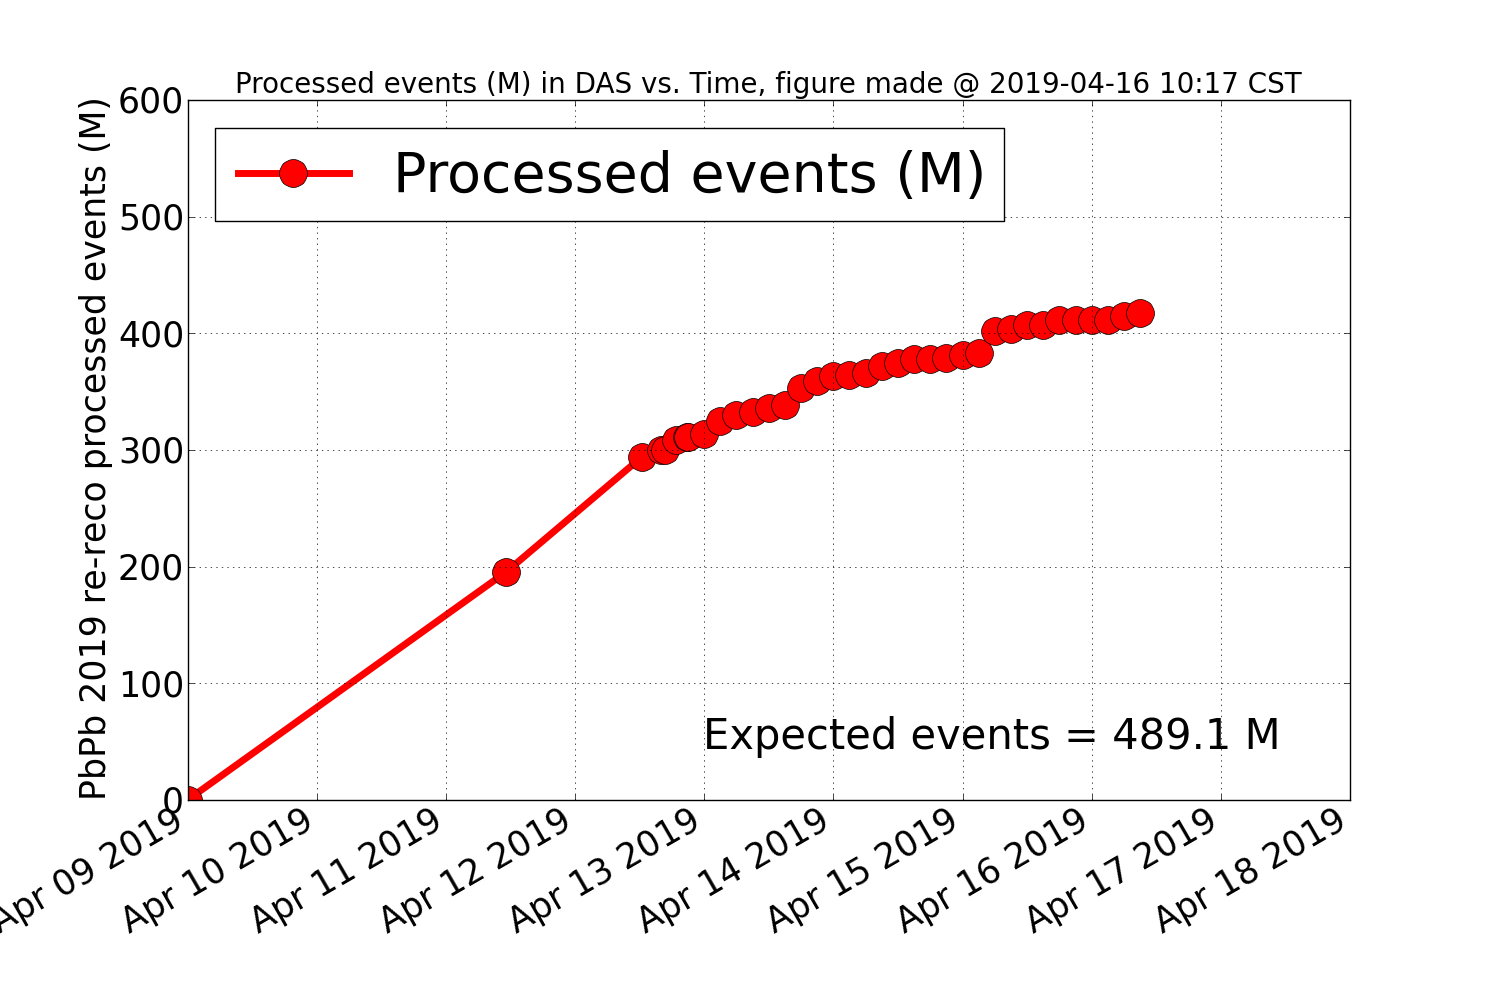 Processed events (M) in DAS vs. Time, figure made @ 2019-04-16 10:17 CST
PbPb 2019 re-reco processed events (M)
600
500
400
300
200
100
0
Processed events (M)
Expected events = 489.1 M
Apr 09 2019
Apr 10 2019
Apr 11 2019
Apr 12 2019
Apr 13 2019
Apr 14 2019
Apr 15 2019
Apr 16 2019
Apr 17 2019
Apr 18 2019